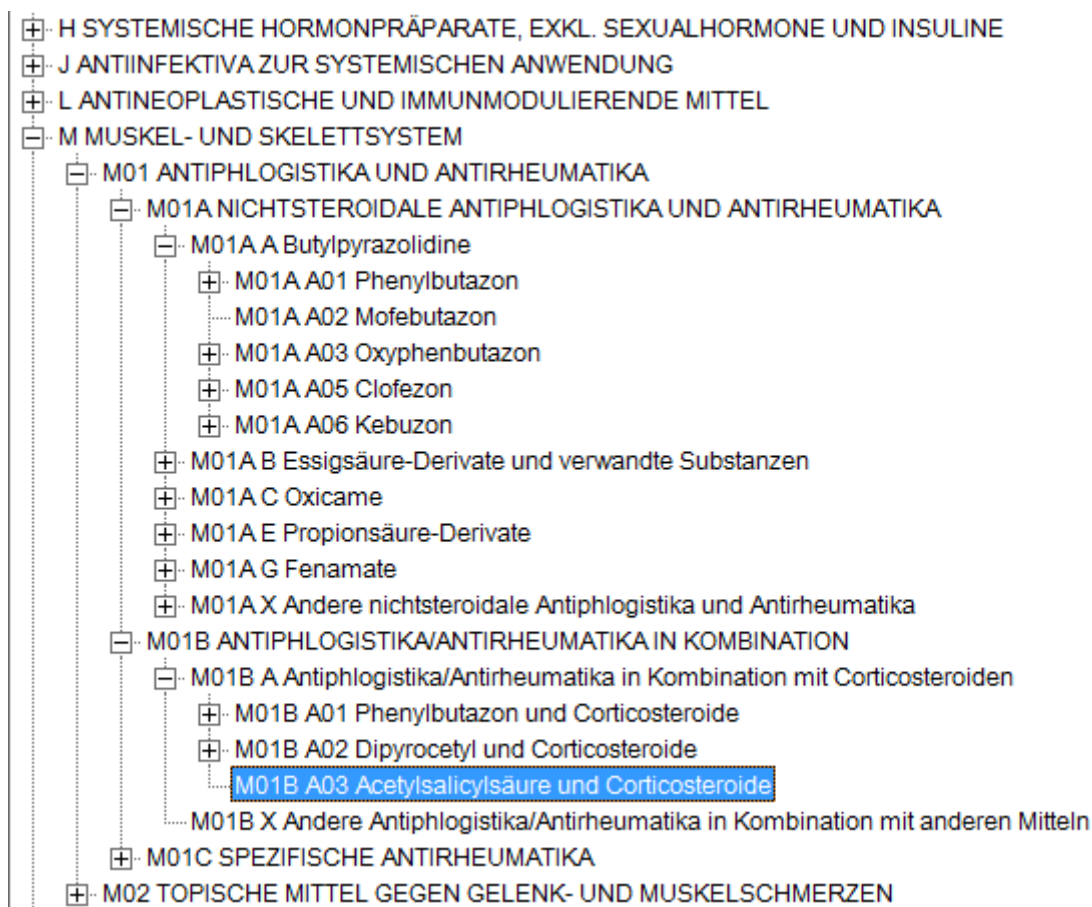 H SYSTEMISCHE HORMONPRÄPARATE, EXKL. SEXUALHORMONE UND INSULINE
J ANTIINFEKTIVA ZUR SYSTEMISCHEN ANWENDUNG
L ANTINEOPLASTISCHE UND IMMUNMODULIERENDE MITTEL
M MUSKEL- UND SKELETTSYSTEM
M01 ANTIPHLOGISTIKA UND ANTIRHEUMATIKA
M01A NICHTSTEROIDALE ANTIPHLOGISTIKA UND ANTIRHEUMATIKA
M01A A Butylpyrazolidine
M01A A01 Phenylbutazon
M01A A02 Mofebutazon
M01A A03 Oxyphenbutazon
M01A A05 Clofezon
M01A A06 Kebuzon
M01A B Essigsäure-Derivate und verwandte Substanzen
M01A C Oxicame
M01A E Propionsäure-Derivate
M01A G Fenamate
M01A X Andere nichtsteroidale Antiphlogistika und Antirheumatika
M01B ANTIPHLOGISTIKA/ANTIRHEUMATIKA IN KOMBINATION
M01B A Antiphlogistika/Antirheumatika in Kombination mit Corticosteroiden
M01B A01 Phenylbutazon und Corticosteroide
M01B A02 Dipyrocetyl und Corticosteroide
M01B A03 Acetylsalicylsäure und Corticosteroide
M01B X Andere Antiphlogistika/Antirheumatika in Kombination mit anderen Mitteln
M01C SPEZIFISCHE ANTIRHEUMATIKA
M02 TOPISCHE MITTEL GEGEN GELENK- UND MUSKELSCHMERZEN